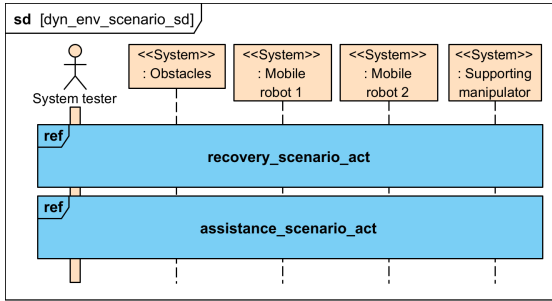 sd [dyn_env_scenario_sd]
System tester
<<System>>
: Obstacles
<<System>>
: Mobile
robot 1
<<System>>
: Mobile
robot 2
<<System>>
: Supporting
manipulator
ref
recovery_scenario_act
ref
assistance_scenario_act